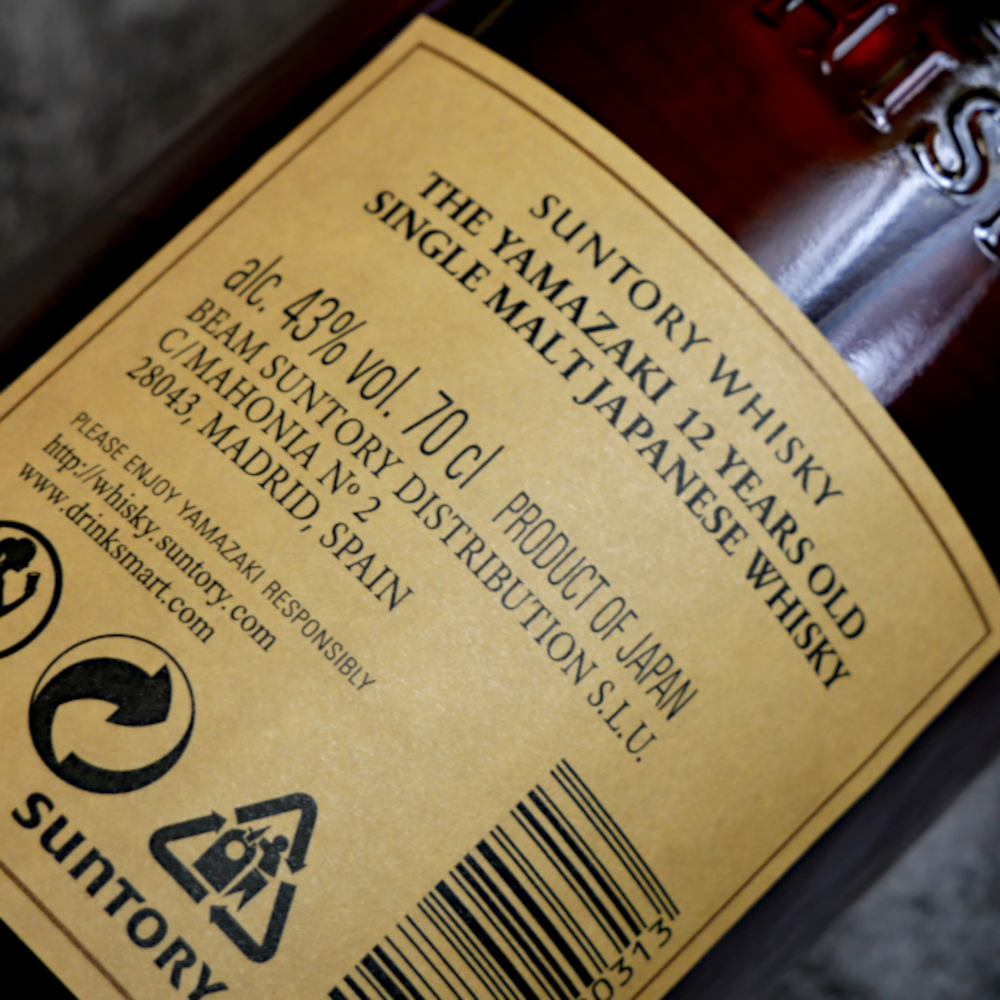 SUNTORY WHISKY
THE YAMAZAKI 12 YEARS OLD
SINGLE MALT JAPANESE WHISKY
alc. 43% vol. 70 cl PRODUCT OF JAPAN
BEAM SUNTORY DISTRIBUTION S.L.U.
C/MAHONIA Nº 2
28043, MADRID, SPAIN
PLEASE ENJOY YAMAZAKI RESPONSIBLY
http://whisky.suntory.com
www.drinksmart.com
SUNTORY
0313